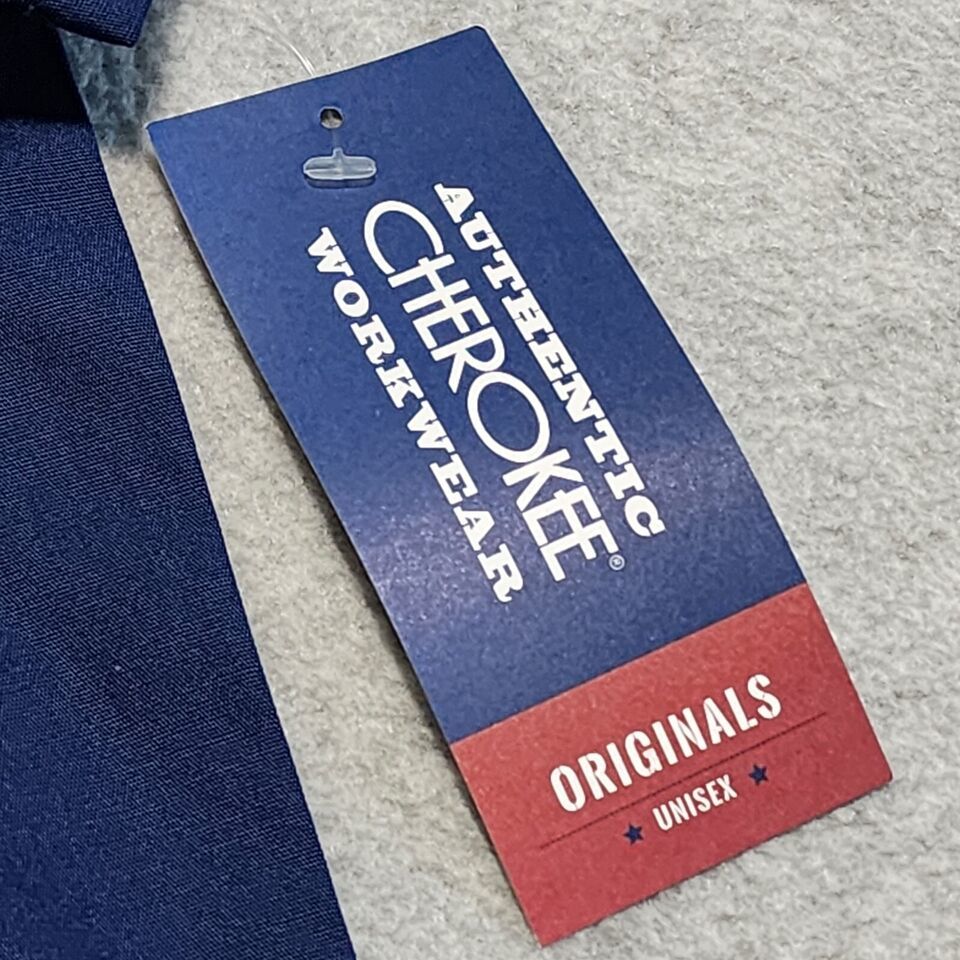 AUTHENTIC
CHEROKEE®
WORKWEAR
ORIGINALS
UNISEX